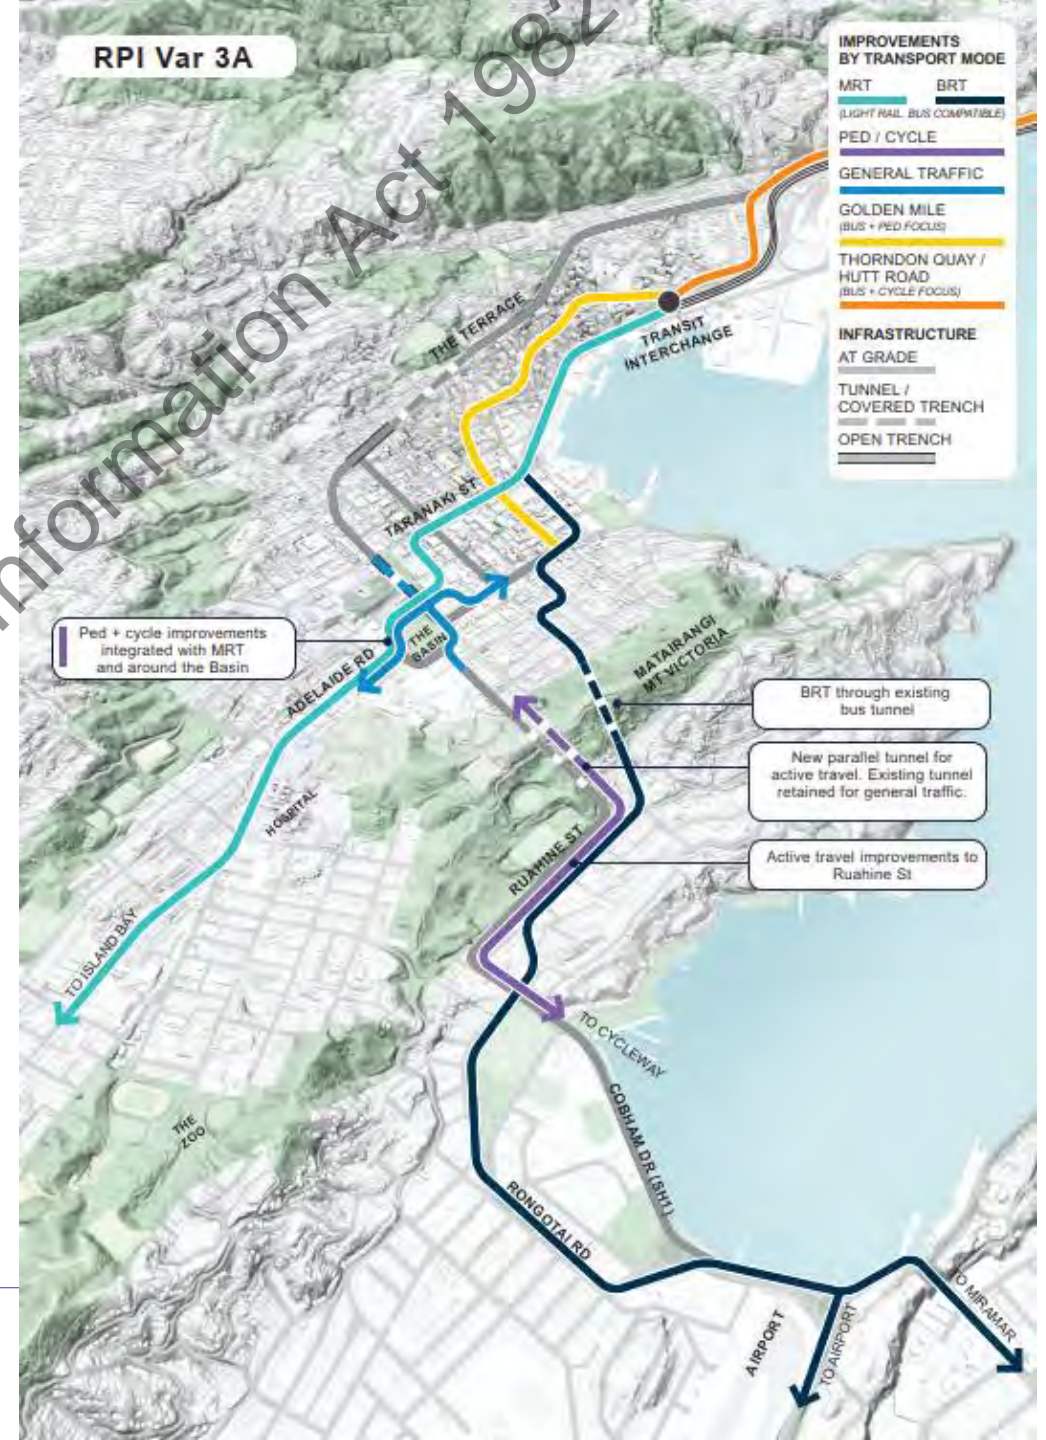 Information Act 1982
RPI Var 3A
IMPROVEMENTS
BY TRANSPORT MODE
MRT BRT
(LIGHT RAIL. BUS COMPATIBLE)
PED / CYCLE
GENERAL TRAFFIC
GOLDEN MILE
(BUS + PED FOCUS)
THORNDON QUAY /
HUTT ROAD
(BUS + CYCLE FOCUS)
INFRASTRUCTURE
AT GRADE
TUNNEL /
COVERED TRENCH
OPEN TRENCH
THE TERRACE
TRANSIT
INTERCHANGE
TARANAKI ST
Ped + cycle improvements
integrated with MRT
and around the Basin
THE
BASIN
ADELAIDE RD
MATAIRANGI
MT VICTORIA
BRT through existing
bus tunnel
New parallel tunnel for
active travel. Existing tunnel
retained for general traffic.
HOSPITAL
RUAHINE ST
Active travel improvements to
Ruahine St
TO ISLAND BAY
TO CYCLEWAY
THE
ZOO
COBHAM DR (SH1)
RONGOTAI RD
AIRPORT
TO AIRPORT
TO MIRAMAR